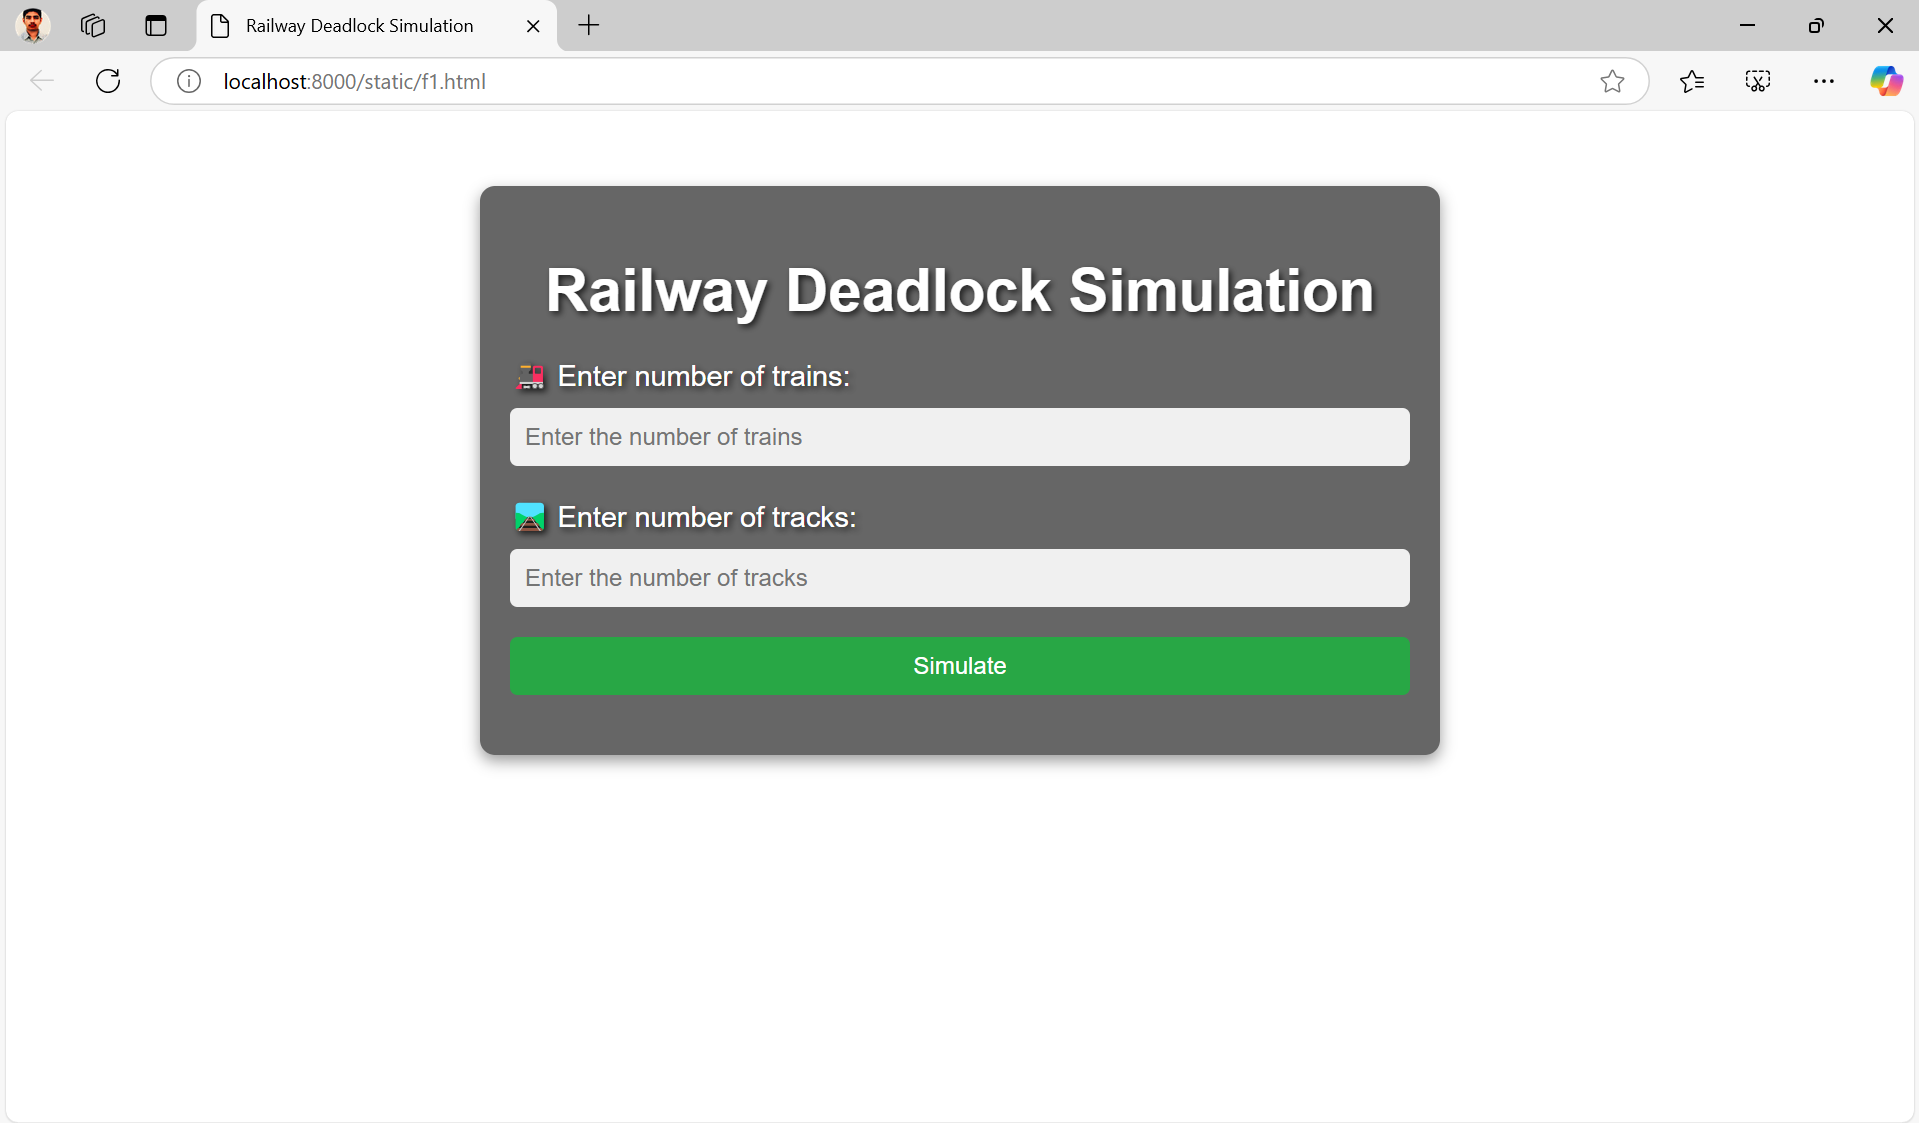 Railway Deadlock Simulation
localhost:8000/static/f1.html
Railway Deadlock Simulation
Enter number of trains:
Enter the number of trains
Enter number of tracks:
Enter the number of tracks
Simulate